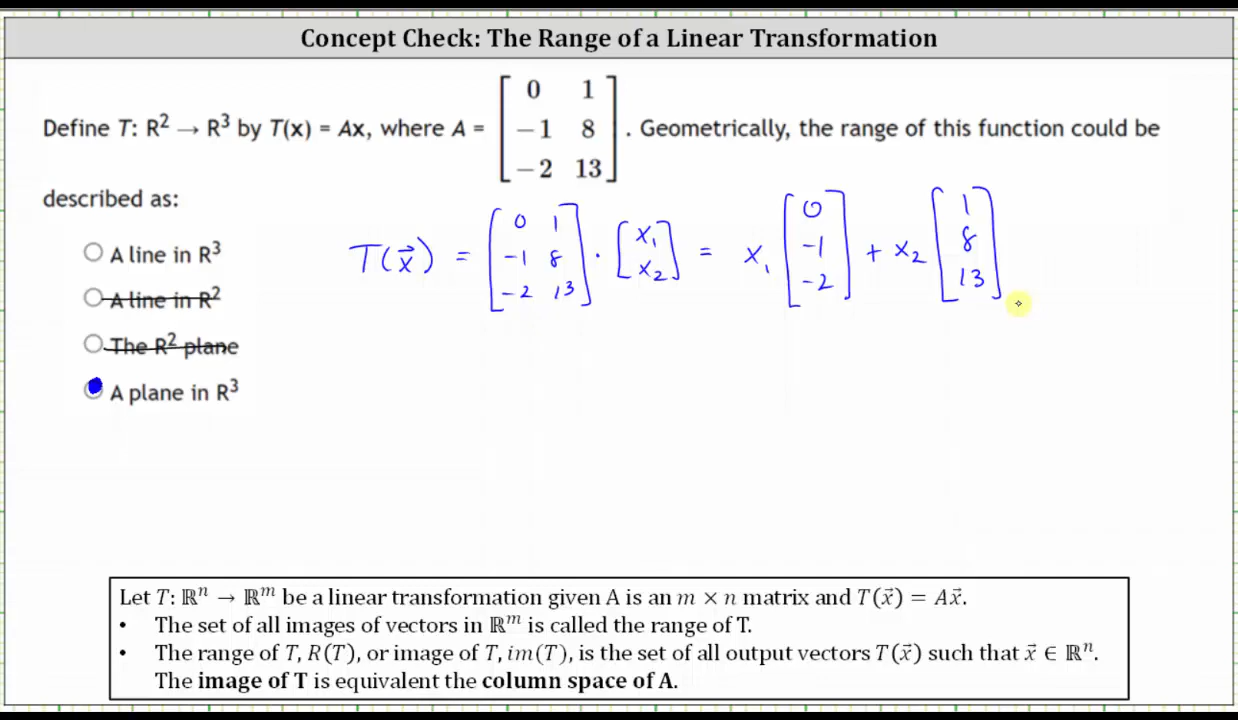 Concept Check: The Range of a Linear Transformation
Define T: R² → R³ by T(x) = Ax, where A = [0 1; −1 8; −2 13]. Geometrically, the range of this function could be
described as:
A line in R³
A line in R²
The R² plane
A plane in R³
T(x⃗) = [0 1; -1 8; -2 13] · [x₁; x₂] = x₁ [0; -1; -2] + x₂ [1; 8; 13]
Let T: ℝⁿ → ℝᵐ be a linear transformation given A is an m × n matrix and T(x⃗) = Ax⃗.
• The set of all images of vectors in ℝᵐ is called the range of T.
• The range of T, R(T), or image of T, im(T), is the set of all output vectors T(x⃗) such that x⃗ ∈ ℝⁿ.
The image of T is equivalent the column space of A.